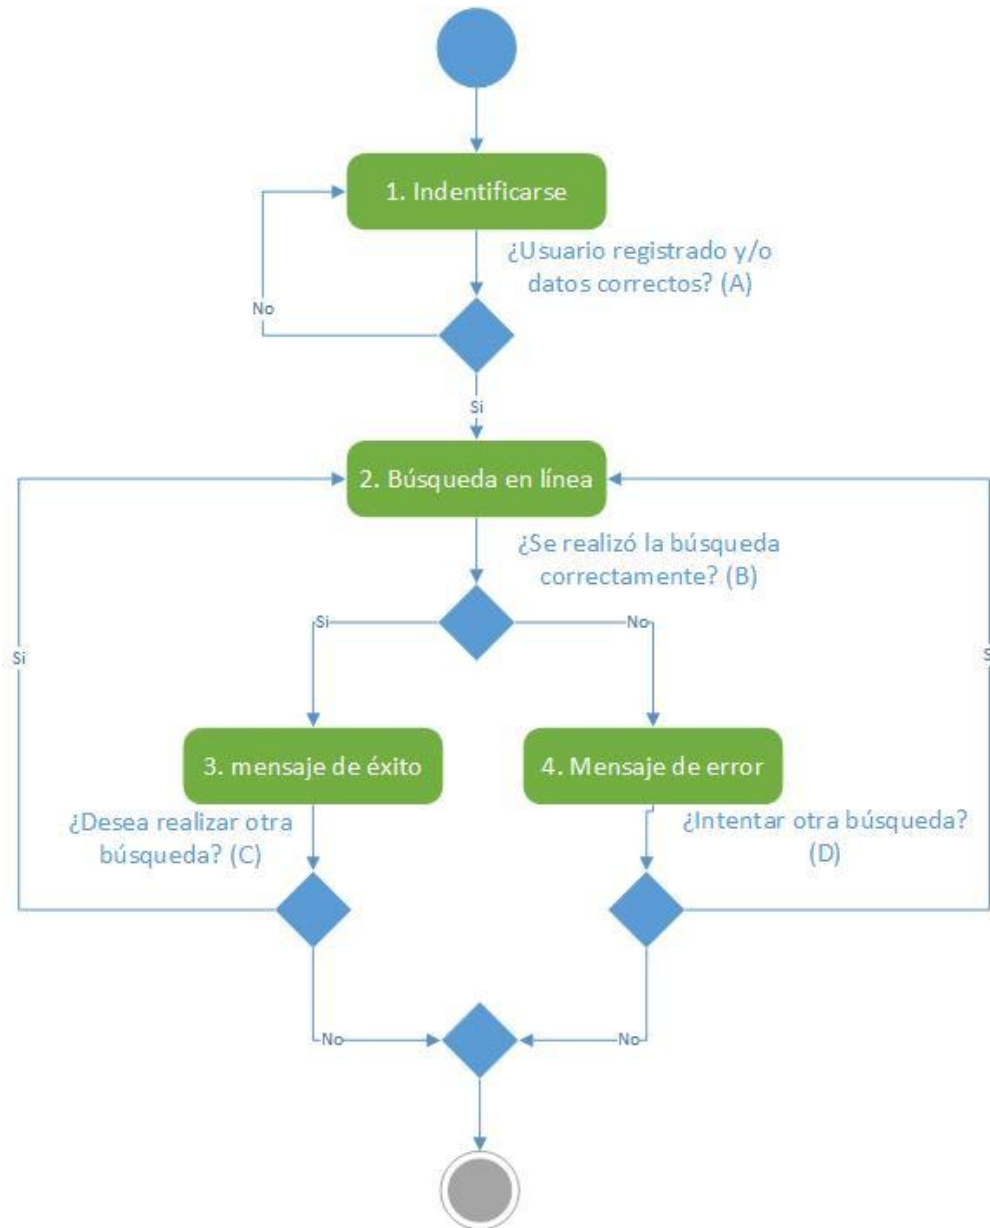 1. Indentificarse
¿Usuario registrado y/o
datos correctos? (A)
No
Si
2. Búsqueda en línea
¿Se realizó la búsqueda
correctamente? (B)
Si
No
Si
S
3. mensaje de éxito
4. Mensaje de error
¿Desea realizar otra
búsqueda? (C)
¿Intentar otra búsqueda?
(D)
No
No